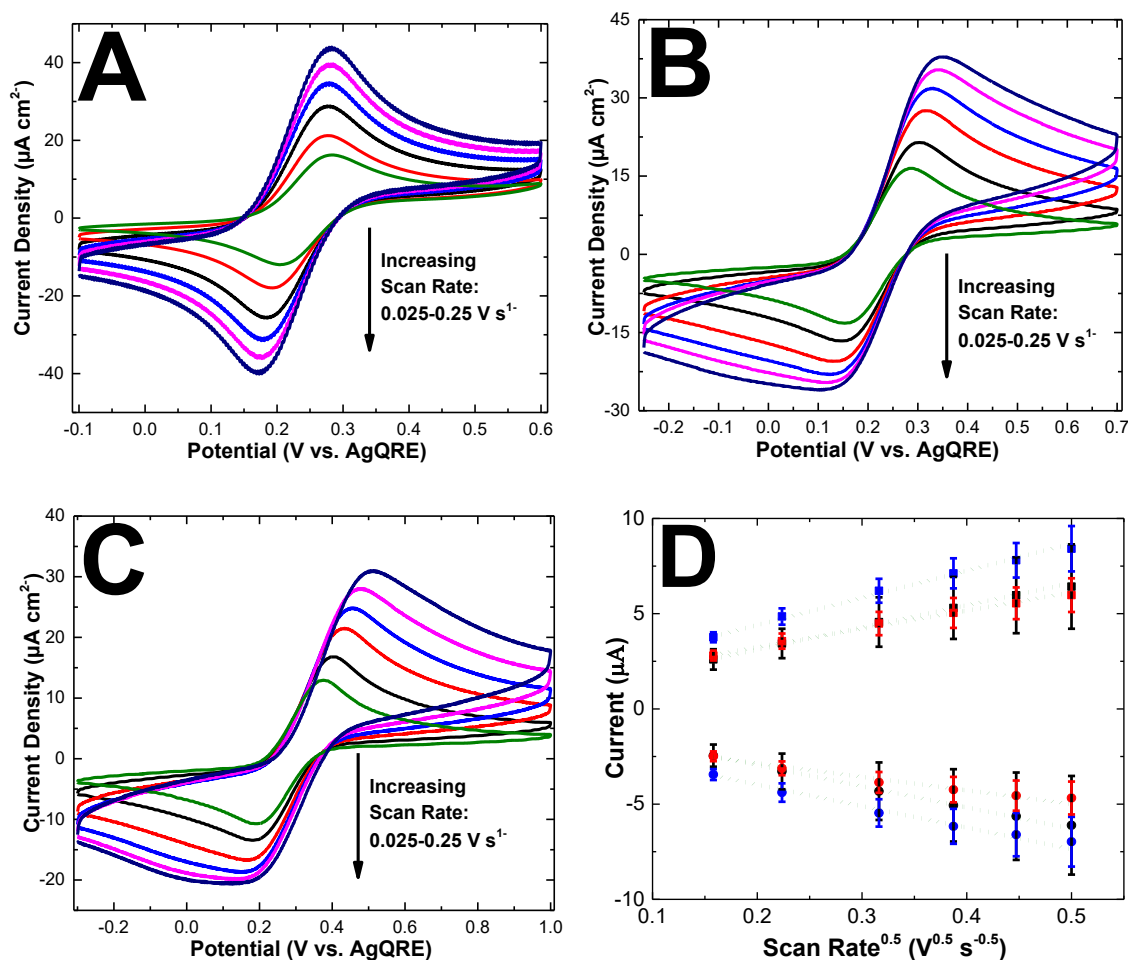 A
Current Density (µA cm²⁻)
40
20
0
-20
-40
Increasing
Scan Rate:
0.025-0.25 V s¹⁻
-0.1 0.0 0.1 0.2 0.3 0.4 0.5 0.6
Potential (V vs. AgQRE)
B
Current Density (µA cm²⁻)
45
30
15
0
-15
-30
Increasing
Scan Rate:
0.025-0.25 V s¹⁻
-0.2 -0.1 0.0 0.1 0.2 0.3 0.4 0.5 0.6 0.7
Potential (V vs. AgQRE)
C
Current Density (µA cm²⁻)
40
30
20
10
0
-10
-20
Increasing
Scan Rate:
0.025-0.25 V s¹⁻
-0.2 0.0 0.2 0.4 0.6 0.8 1.0
Potential (V vs. AgQRE)
D
Current (µA)
10
5
0
-5
-10
0.1 0.2 0.3 0.4 0.5
Scan Rate⁰·⁵ (V⁰·⁵ s⁻⁰·⁵)